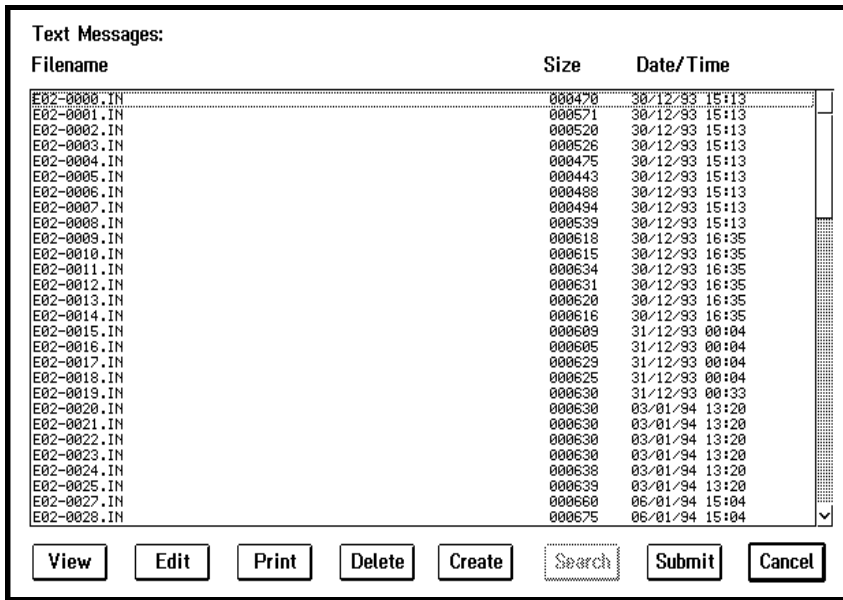 Text Messages:
Filename Size Date/Time
E02-0000.IN 000470 30/12/93 15:13
E02-0001.IN 000571 30/12/93 15:13
E02-0002.IN 000520 30/12/93 15:13
E02-0003.IN 000526 30/12/93 15:13
E02-0004.IN 000475 30/12/93 15:13
E02-0005.IN 000443 30/12/93 15:13
E02-0006.IN 000488 30/12/93 15:13
E02-0007.IN 000494 30/12/93 15:13
E02-0008.IN 000539 30/12/93 15:13
E02-0009.IN 000618 30/12/93 16:35
E02-0010.IN 000615 30/12/93 16:35
E02-0011.IN 000634 30/12/93 16:35
E02-0012.IN 000631 30/12/93 16:35
E02-0013.IN 000620 30/12/93 16:35
E02-0014.IN 000616 30/12/93 16:35
E02-0015.IN 000609 31/12/93 00:04
E02-0016.IN 000605 31/12/93 00:04
E02-0017.IN 000629 31/12/93 00:04
E02-0018.IN 000625 31/12/93 00:04
E02-0019.IN 000630 31/12/93 00:33
E02-0020.IN 000630 03/01/94 13:20
E02-0021.IN 000630 03/01/94 13:20
E02-0022.IN 000630 03/01/94 13:20
E02-0023.IN 000630 03/01/94 13:20
E02-0024.IN 000638 03/01/94 13:20
E02-0025.IN 000639 03/01/94 13:20
E02-0027.IN 000660 06/01/94 15:04
E02-0028.IN 000675 06/01/94 15:04
View Edit Print Delete Create Search Submit Cancel